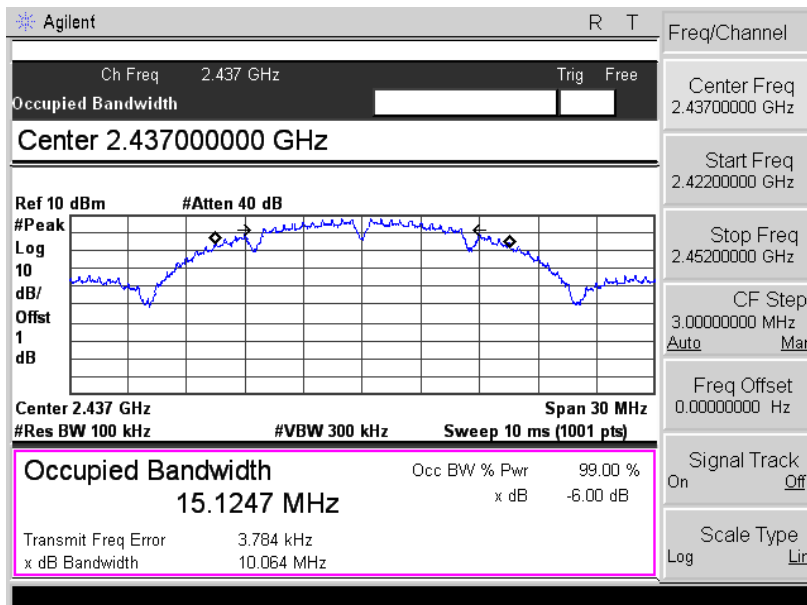 Agilent R T
Ch Freq 2.437 GHz Trig Free
Occupied Bandwidth
Center 2.437000000 GHz
Ref 10 dBm #Atten 40 dB
#Peak
Log
10
dB/
Offst
1
dB
Center 2.437 GHz Span 30 MHz
#Res BW 100 kHz #VBW 300 kHz Sweep 10 ms (1001 pts)
Occupied Bandwidth
15.1247 MHz
Occ BW % Pwr 99.00 %
x dB -6.00 dB
Transmit Freq Error 3.784 kHz
x dB Bandwidth 10.064 MHz
Freq/Channel
Center Freq
2.43700000 GHz
Start Freq
2.42200000 GHz
Stop Freq
2.45200000 GHz
CF Step
3.00000000 MHz
Auto Man
Freq Offset
0.00000000 Hz
Signal Track
On Off
Scale Type
Log Lin